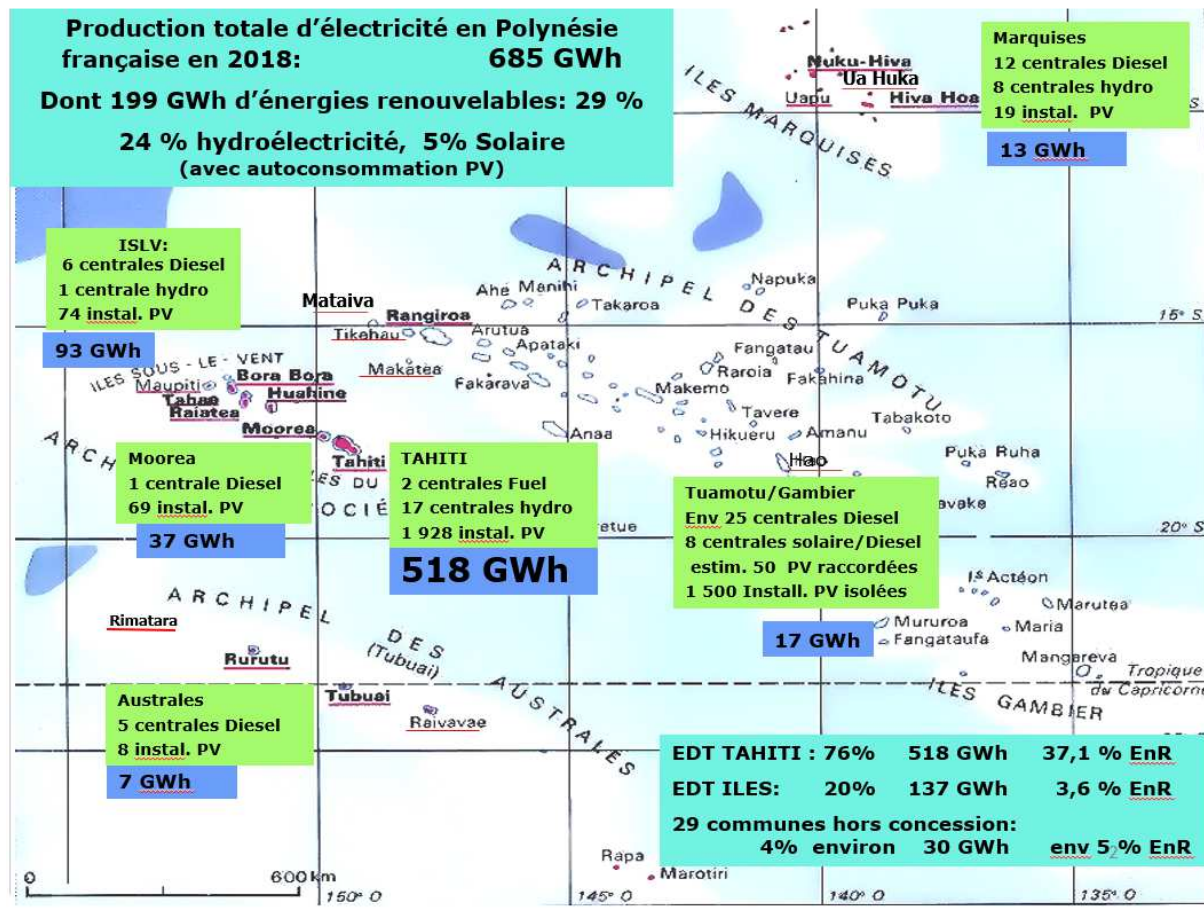 Production totale d’électricité en Polynésie
française en 2018: 685 GWh
Dont 199 GWh d’énergies renouvelables: 29 %
24 % hydroélectricité, 5% Solaire
(avec autoconsommation PV)
Nuku-Hiva
Ua Huka
Uapu
Hiva Hoa
ILES MARQUISES
Marquises
12 centrales Diesel
8 centrales hydro
19 instal. PV
13 GWh
ISLV:
6 centrales Diesel
1 centrale hydro
74 instal. PV
93 GWh
ARCHIPEL DES TUAMOTU
Mataiva
Ahe
Manihi
Takaroa
Napuka
Puka Puka
15° S
Rangiroa
Tikehau
Arutua
Apataki
Makatea
Fakarava
Fangatau
Raroia
Fakahina
Makemo
Tavere
Tabakoto
Anaa
Hikueru
Amanu
Hao
Puka Ruha
Reao
ILES SOUS-LE-VENT
Maupiti
Bora Bora
Tahaa
Huahine
Raiatea
Moorea
Tahiti
Moorea
1 centrale Diesel
69 instal. PV
37 GWh
TAHITI
2 centrales Fuel
17 centrales hydro
1 928 instal. PV
518 GWh
Tuamotu/Gambier
Env 25 centrales Diesel
8 centrales solaire/Diesel
estim. 50 PV raccordées
1 500 Install. PV isolées
17 GWh
20° S
Is Actéon
Marutea
Mururoa
Maria
Fangataufa
Mangareva
Tropique
du Capricorne
ILES GAMBIER
ARCHIPEL DES AUSTRALES
(Tubuai)
Rimatara
Rurutu
Tubuai
Raivavae
Australes
5 centrales Diesel
8 instal. PV
7 GWh
EDT TAHITI : 76% 518 GWh 37,1 % EnR
EDT ILES: 20% 137 GWh 3,6 % EnR
29 communes hors concession:
4% environ 30 GWh env 5 % EnR
2
Rapa
Marotiri
0 600 km
150° O
145° O
140° O
135° O